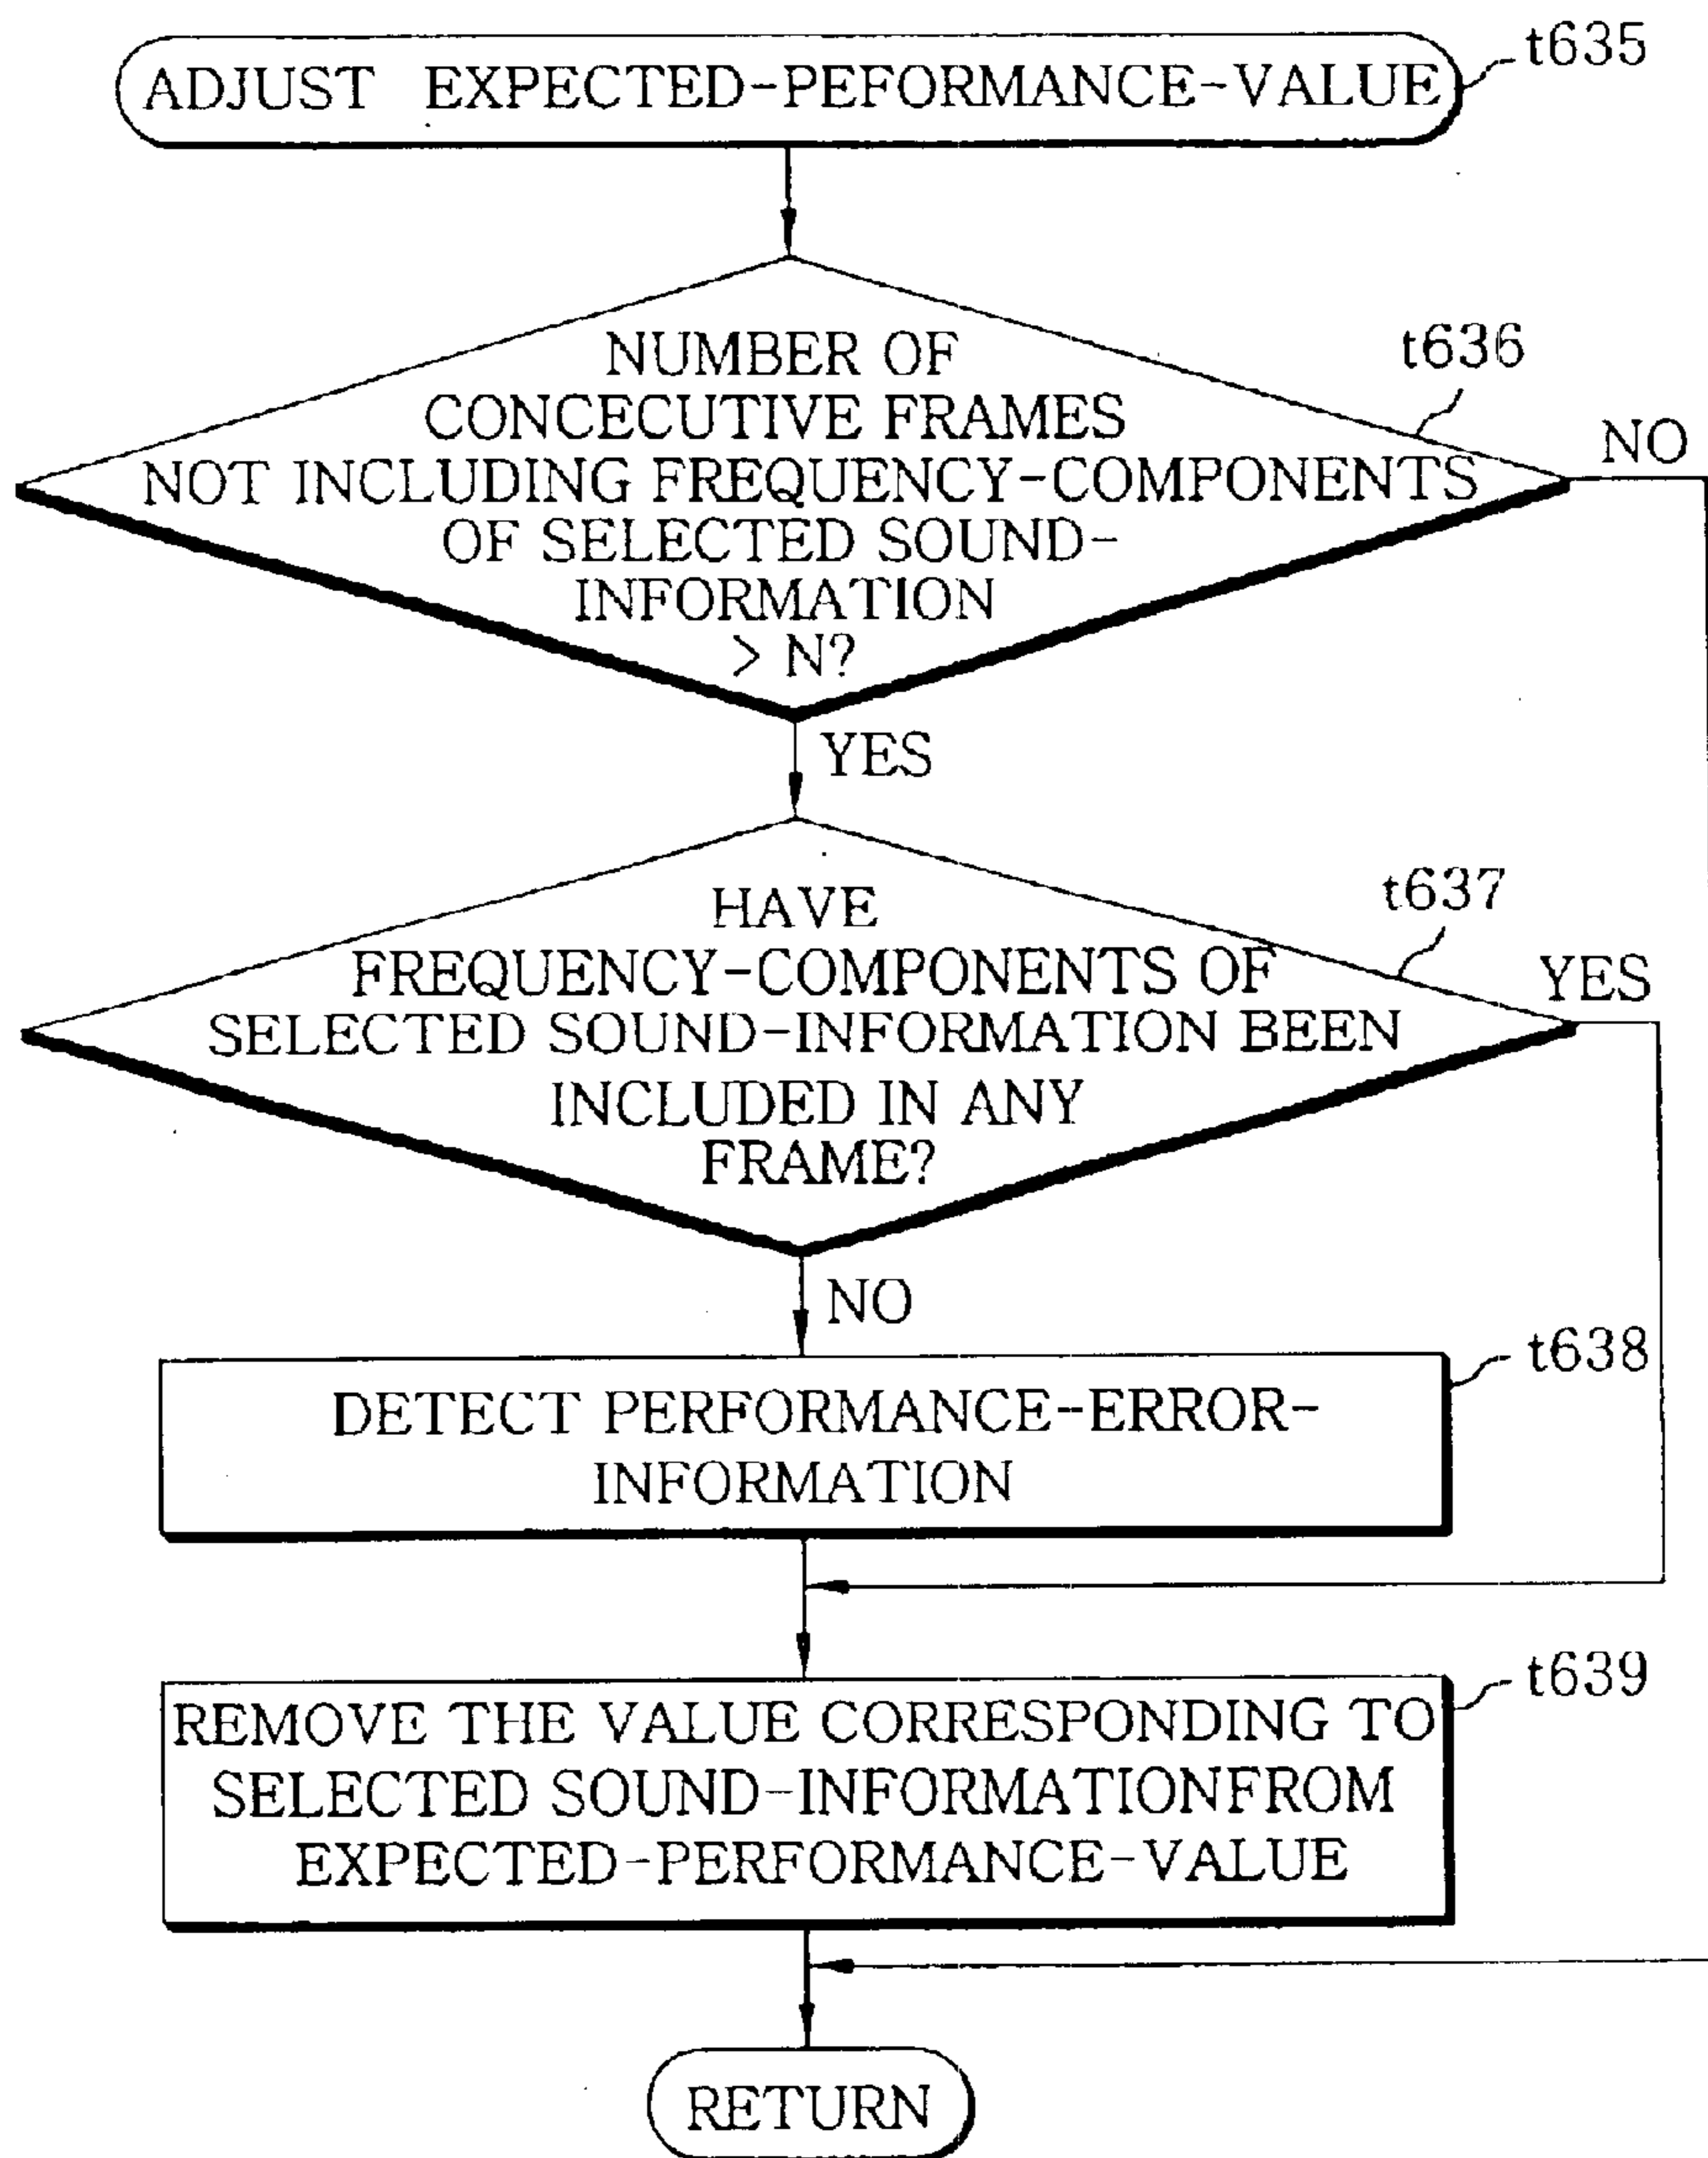 ADJUST EXPECTED-PEFORMANCE-VALUE
t635
NUMBER OF
CONCECUTIVE FRAMES
NOT INCLUDING FREQUENCY-COMPONENTS
OF SELECTED SOUND-
INFORMATION
> N?
t636
NO
YES
HAVE
FREQUENCY-COMPONENTS OF
SELECTED SOUND-INFORMATION BEEN
INCLUDED IN ANY
FRAME?
t637
YES
NO
DETECT PERFORMANCE-ERROR-
INFORMATION
t638
REMOVE THE VALUE CORRESPONDING TO
SELECTED SOUND-INFORMATIONFROM
EXPECTED-PERFORMANCE-VALUE
t639
RETURN